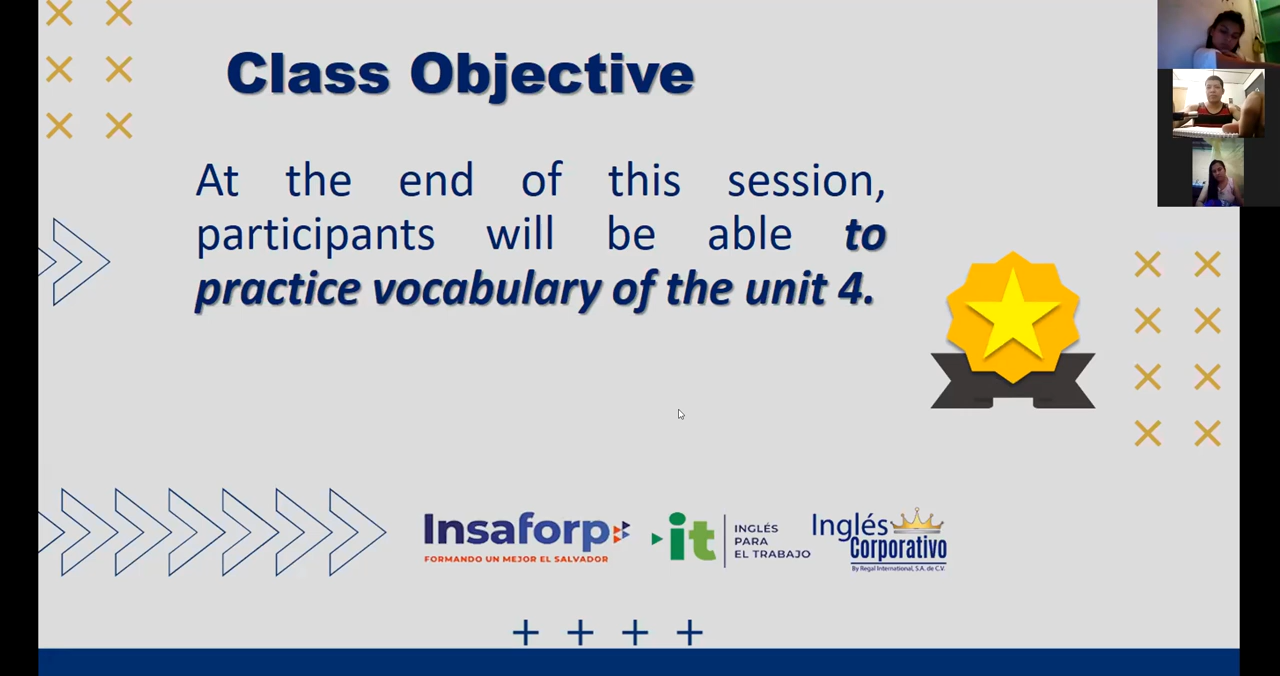 Class Objective
At the end of this session,
participants will be able to
practice vocabulary of the unit 4.
Insaforp
FORMANDO UN MEJOR EL SALVADOR
it
INGLÉS
PARA
EL TRABAJO
Inglés
Corporativo
By Regal International, S.A. de C.V.